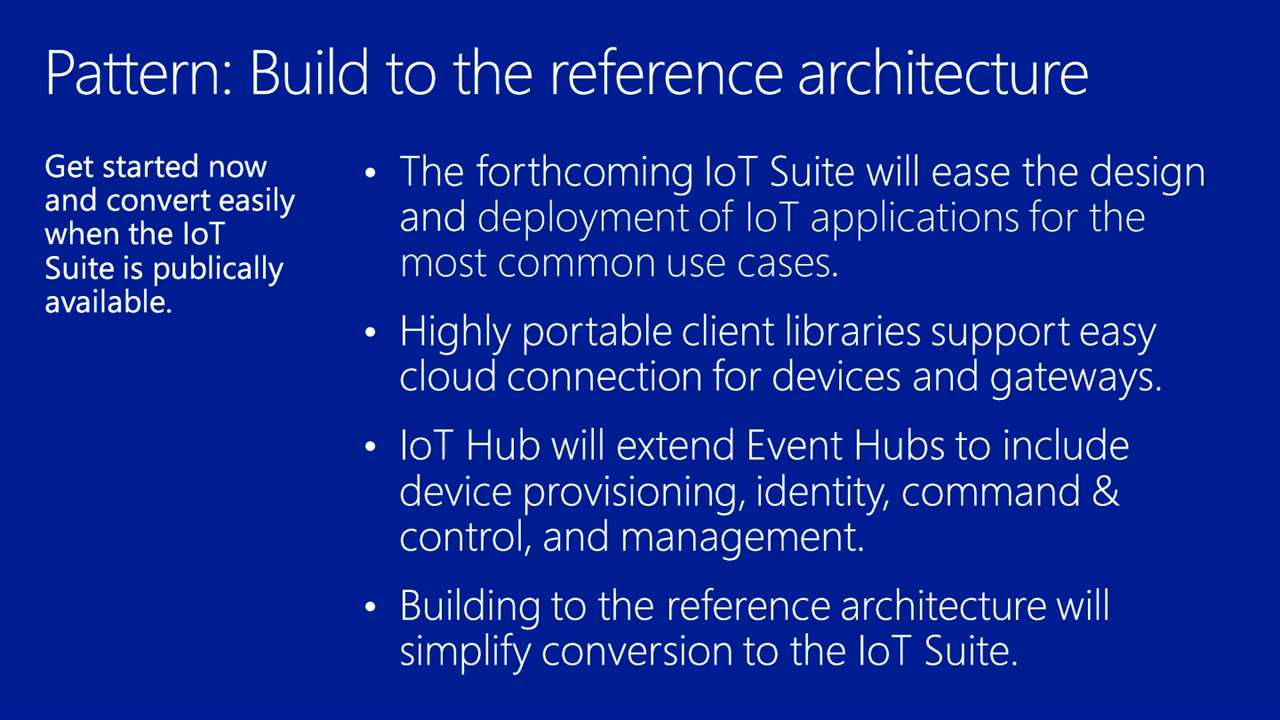 Pattern: Build to the reference architecture
Get started now
and convert easily
when the IoT
Suite is publically
available.
• The forthcoming IoT Suite will ease the design
and deployment of IoT applications for the
most common use cases.
• Highly portable client libraries support easy
cloud connection for devices and gateways.
• IoT Hub will extend Event Hubs to include
device provisioning, identity, command &
control, and management.
• Building to the reference architecture will
simplify conversion to the IoT Suite.